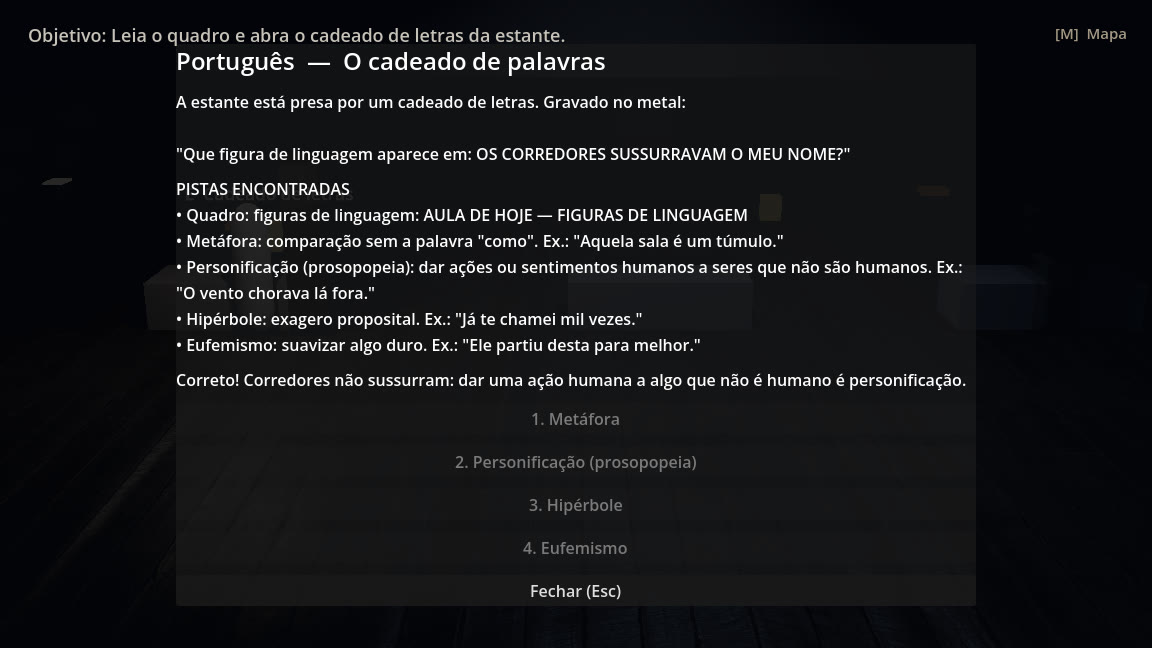 Objetivo: Leia o quadro e abra o cadeado de letras da estante.
[M] Mapa
Português — O cadeado de palavras
A estante está presa por um cadeado de letras. Gravado no metal:
"Que figura de linguagem aparece em: OS CORREDORES SUSSURRAVAM O MEU NOME?"
PISTAS ENCONTRADAS
• Quadro: figuras de linguagem: AULA DE HOJE — FIGURAS DE LINGUAGEM
• Metáfora: comparação sem a palavra "como". Ex.: "Aquela sala é um túmulo."
• Personificação (prosopopeia): dar ações ou sentimentos humanos a seres que não são humanos. Ex.:
"O vento chorava lá fora."
• Hipérbole: exagero proposital. Ex.: "Já te chamei mil vezes."
• Eufemismo: suavizar algo duro. Ex.: "Ele partiu desta para melhor."
Correto! Corredores não sussurram: dar uma ação humana a algo que não é humano é personificação.
1. Metáfora
2. Personificação (prosopopeia)
3. Hipérbole
4. Eufemismo
Fechar (Esc)